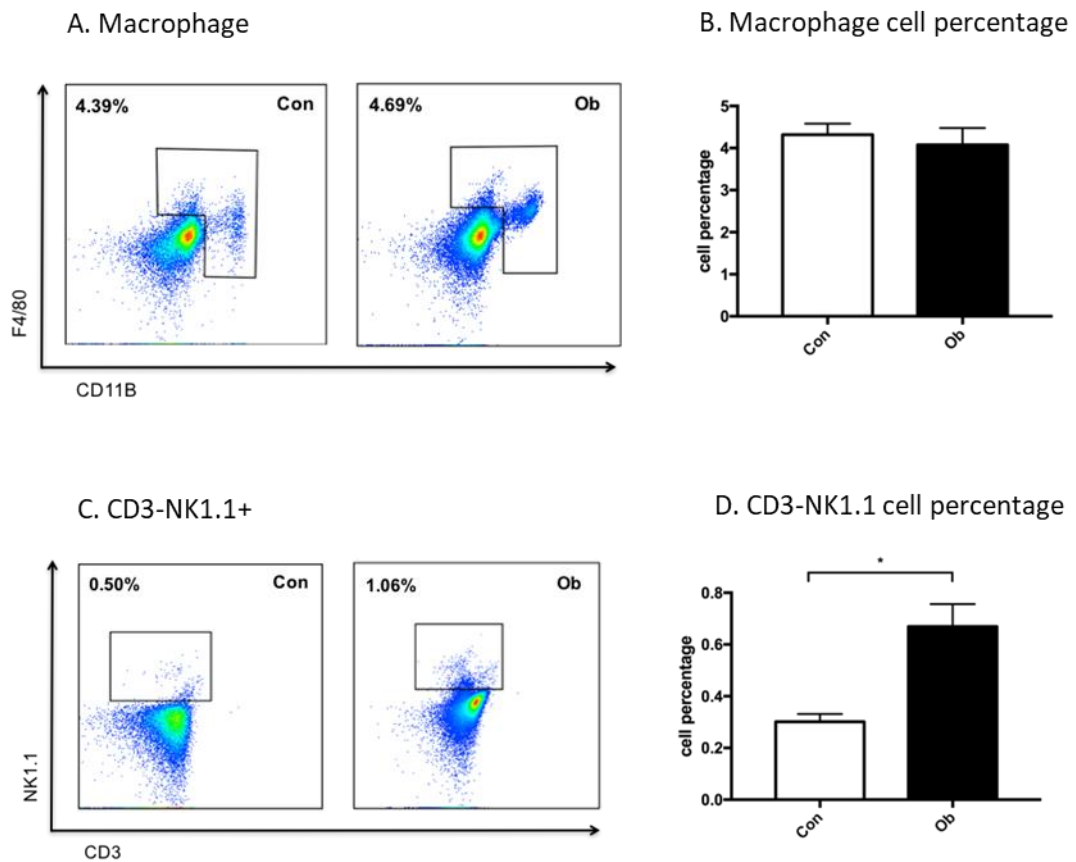 A. Macrophage
B. Macrophage cell percentage
4.39%
Con
4.69%
Ob
F4/80
CD11B
5
4
3
2
1
0
cell percentage
Con
Ob
C. CD3-NK1.1+
D. CD3-NK1.1 cell percentage
0.50%
Con
1.06%
Ob
NK1.1
CD3
*
0.8
0.6
0.4
0.2
0.0
cell percentage
Con
Ob